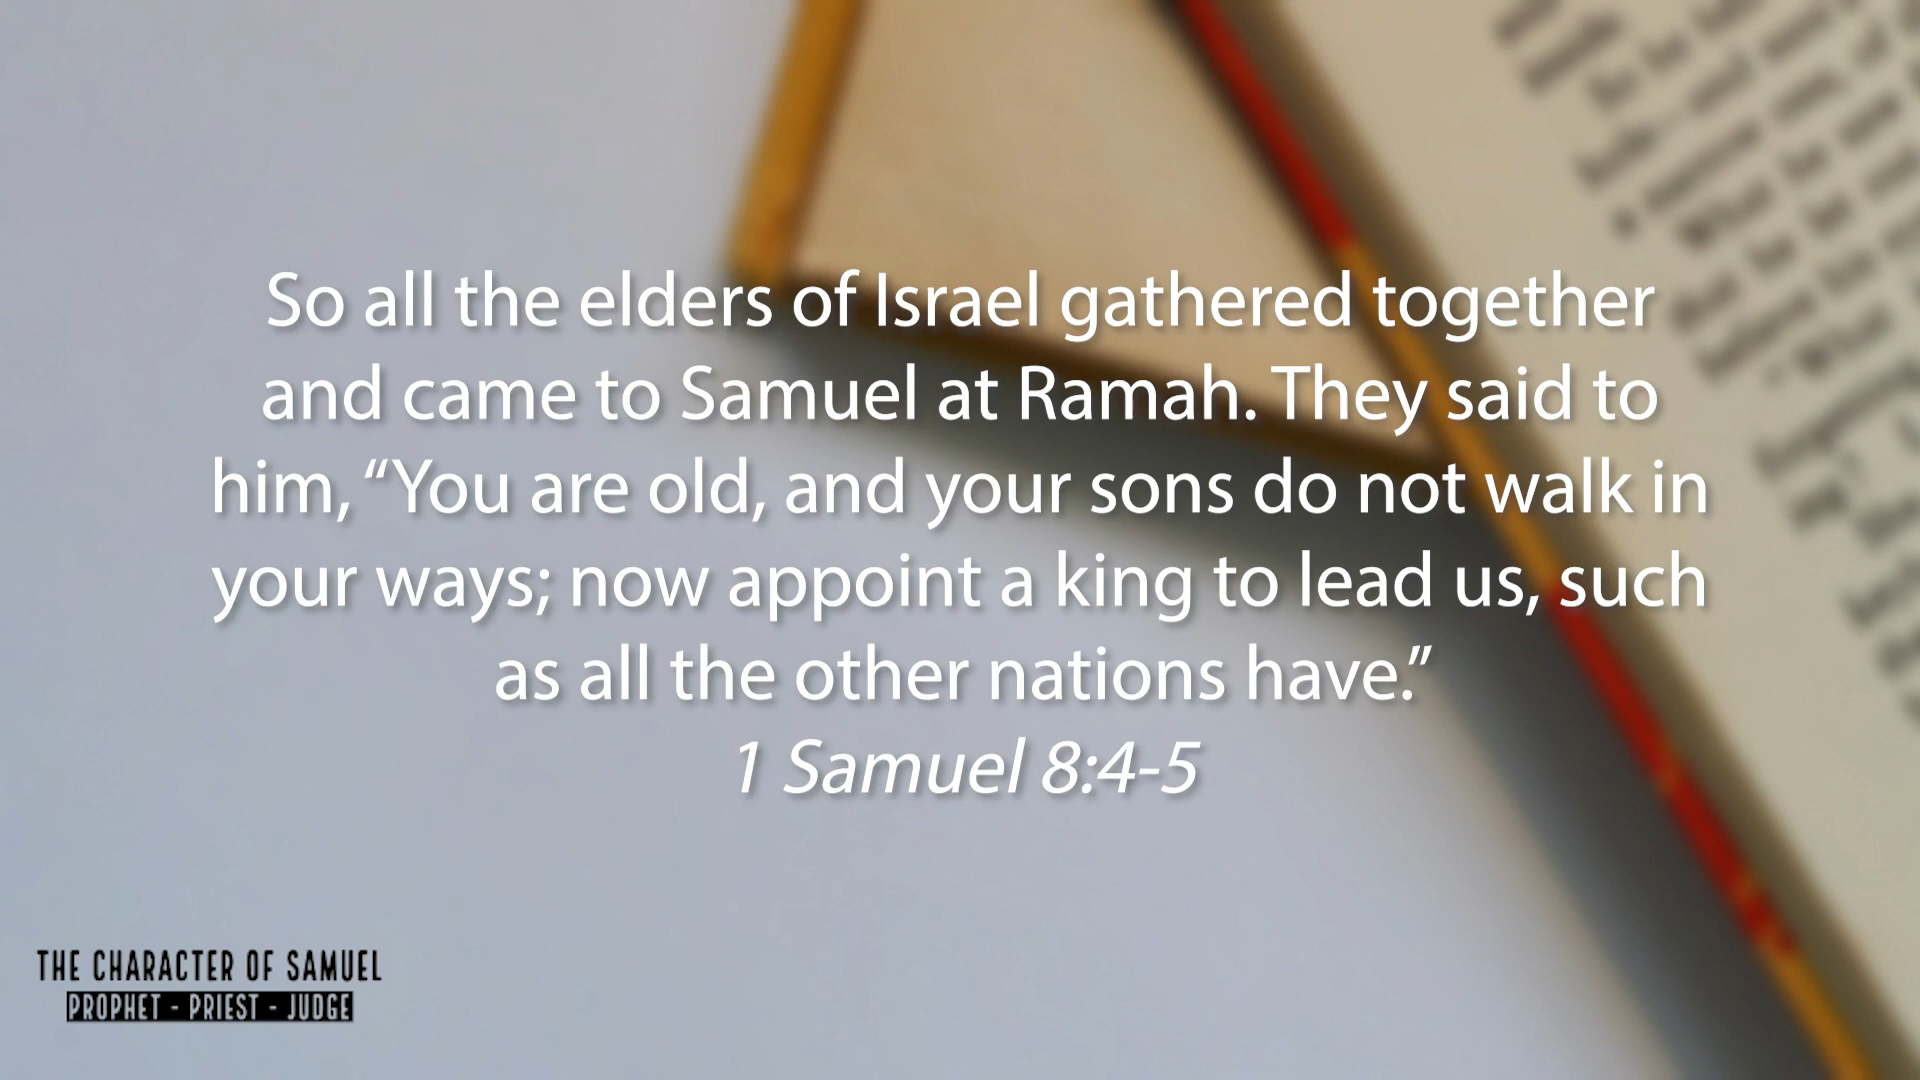 So all the elders of Israel gathered together
and came to Samuel at Ramah. They said to
him, “You are old, and your sons do not walk in
your ways; now appoint a king to lead us, such
as all the other nations have.”
1 Samuel 8:4-5
THE CHARACTER OF SAMUEL
PROPHET - PRIEST - JUDGE